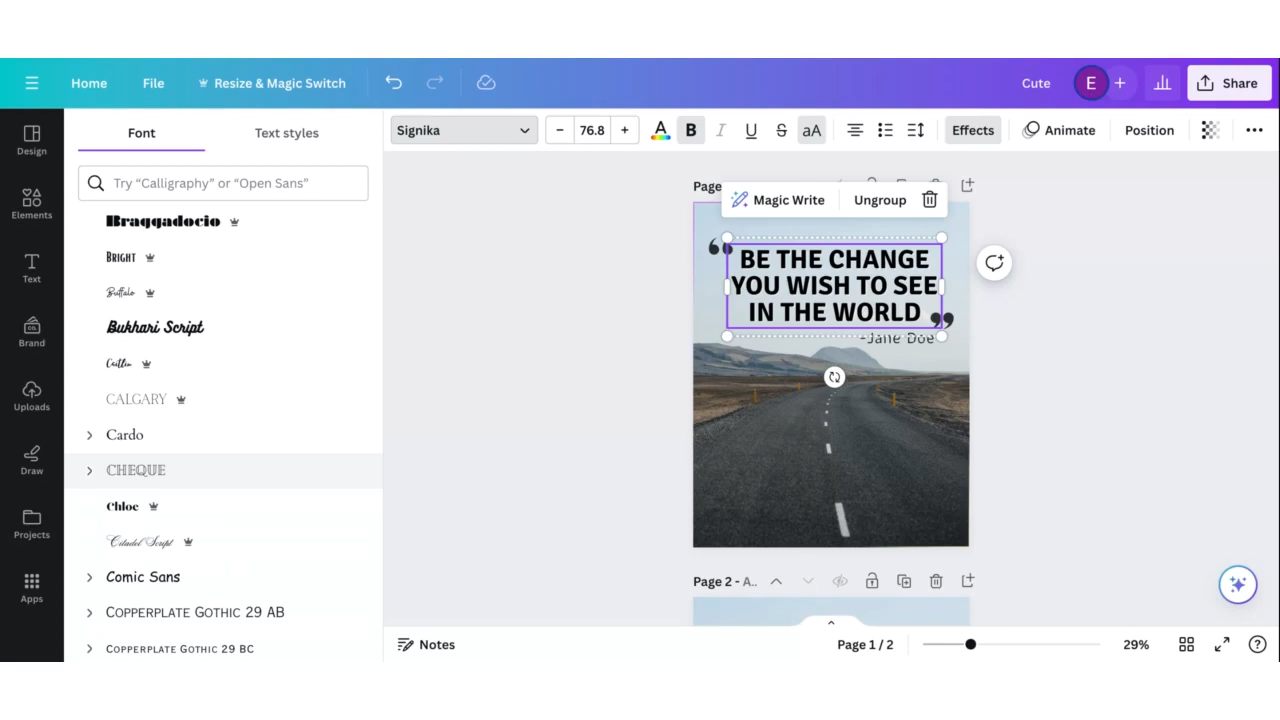 Home
File
Resize & Magic Switch
Cute
E
Share
Design
Elements
Text
Brand
Uploads
Draw
Projects
Apps
Font
Text styles
Try “Calligraphy” or “Open Sans”
Braggadocio
BRIGHT
Buffalo
Bukhari Script
Caitlin
CALGARY
Cardo
CHEQUE
Chloe
Citadel Script
Comic Sans
COPPERPLATE GOTHIC 29 AB
COPPERPLATE GOTHIC 29 BC
Signika
– 76.8 +
A B I U S aA
Effects
Animate
Position
Page
Magic Write
Ungroup
“BE THE CHANGE
YOU WISH TO SEE
IN THE WORLD”
-Jane Doe
Page 2 - A..
Notes
Page 1 / 2
29%